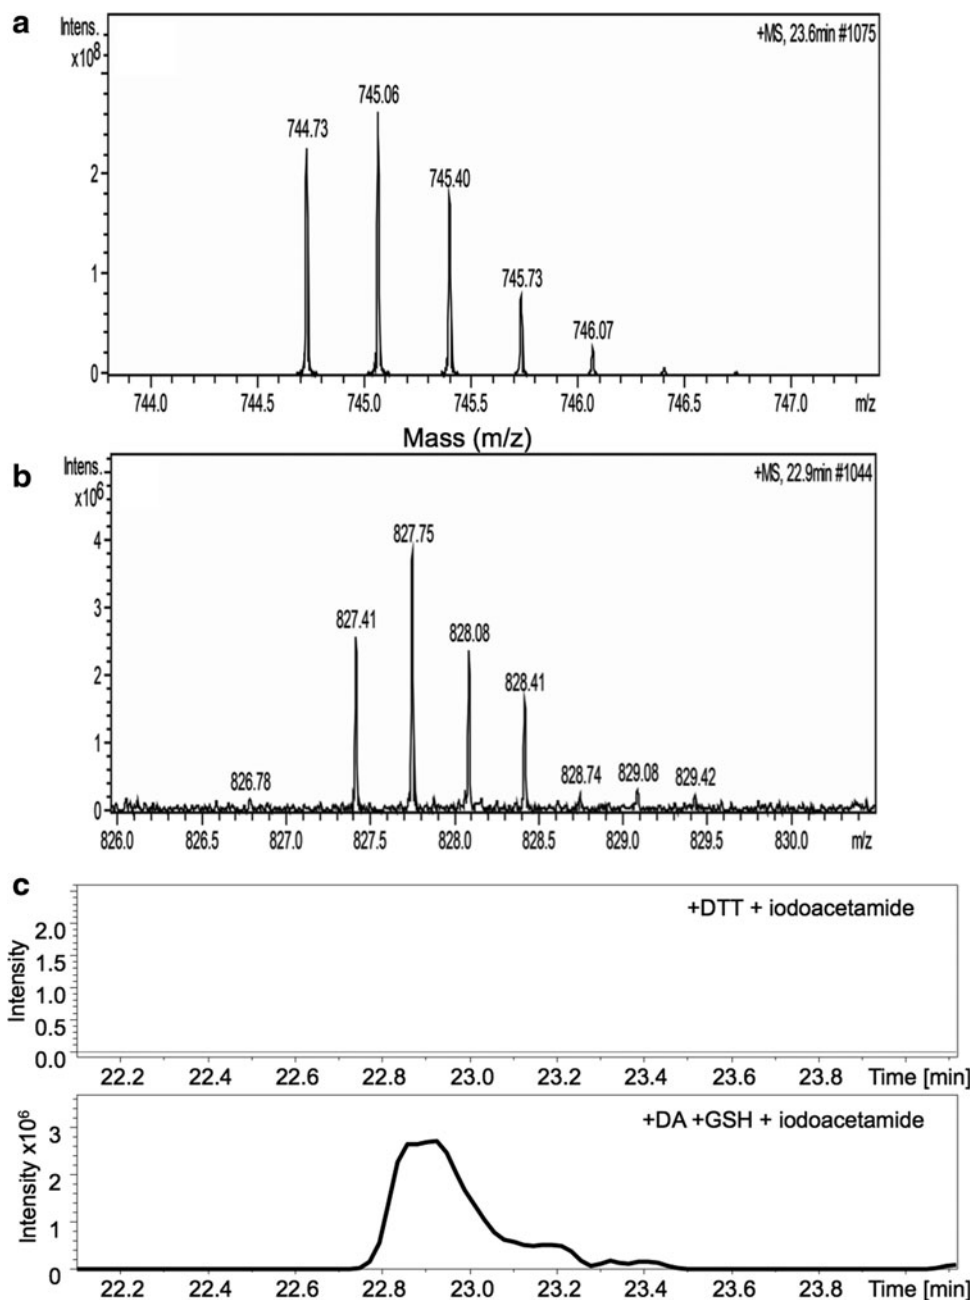 a
Intens.
x10⁸
+MS, 23.6min #1075
745.06
744.73
745.40
745.73
746.07
2
1
0
744.0 744.5 745.0 745.5 746.0 746.5 747.0 m/z
Mass (m/z)
b
Intens.
x10⁶
+MS, 22.9min #1044
827.75
827.41
828.08
828.41
826.78
828.74
829.08
829.42
4
3
2
1
0
826.0 826.5 827.0 827.5 828.0 828.5 829.0 829.5 830.0 m/z
c
+DTT + iodoacetamide
Intensity
2.0
1.5
1.0
0.5
0.0
22.2 22.4 22.6 22.8 23.0 23.2 23.4 23.6 23.8 Time [min]
+DA +GSH + iodoacetamide
Intensity x10⁶
3
2
1
0
22.2 22.4 22.6 22.8 23.0 23.2 23.4 23.6 23.8 Time [min]